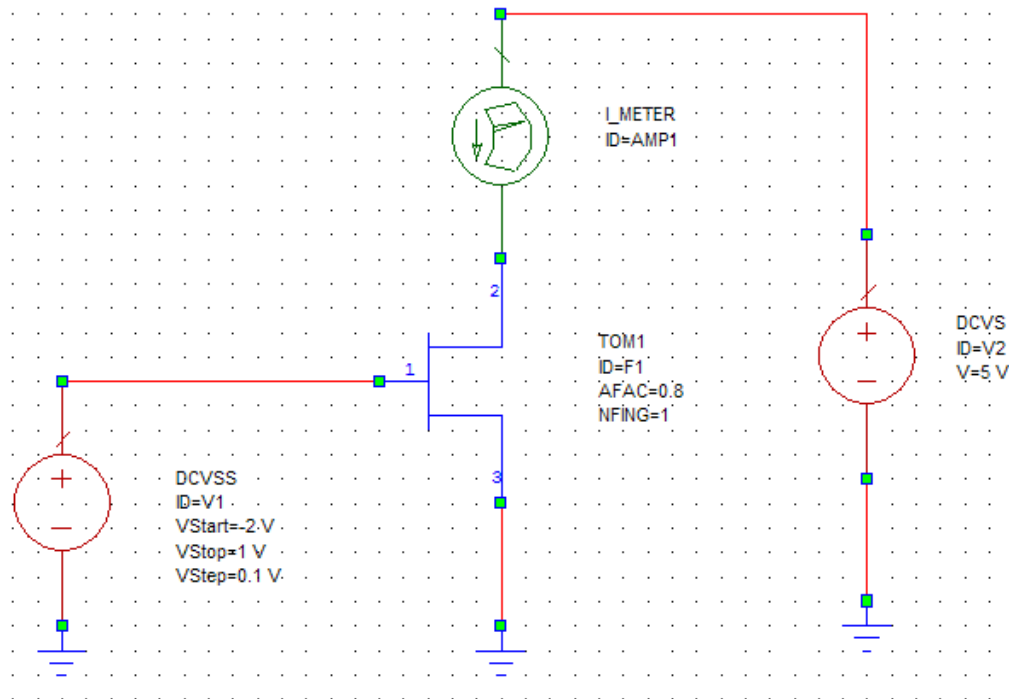 I_METER
ID=AMP1
2
TOM1
ID=F1
AFAC=0.8
NFING=1
1
3
DCVS
ID=V2
V=5 V
DCVSS
ID=V1
VStart=-2 V
VStop=1 V
VStep=0.1 V